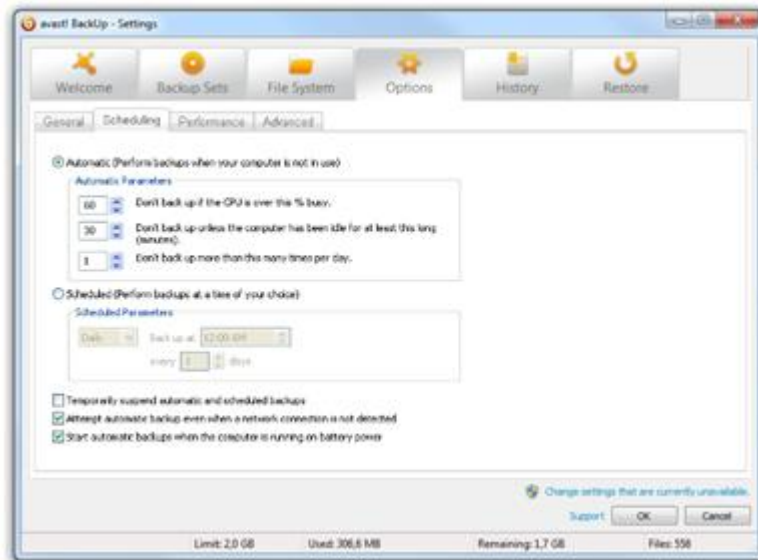 avast! BackUp - Settings
Welcome Backup Sets File System Options History Restore
General Scheduling Performance Advanced
Automatic (Perform backups when your computer is not in use)
Automatic Parameters
60 Don't back up if the CPU is over this % busy.
30 Don't back up unless the computer has been idle for at least this long
(minutes).
1 Don't back up more than this many times per day.
Scheduled (Perform backups at a time of your choice)
Scheduled Parameters
Daily Back up at 12:00 AM
every 1 days
Temporarily suspend automatic and scheduled backups
Attempt automatic backup even when a network connection is not detected
Start automatic backups when the computer is running on battery power
Change settings that are currently unavailable.
Support OK Cancel
Limit: 2,0 GB Used: 306,6 MB Remaining: 1,7 GB Files: 558